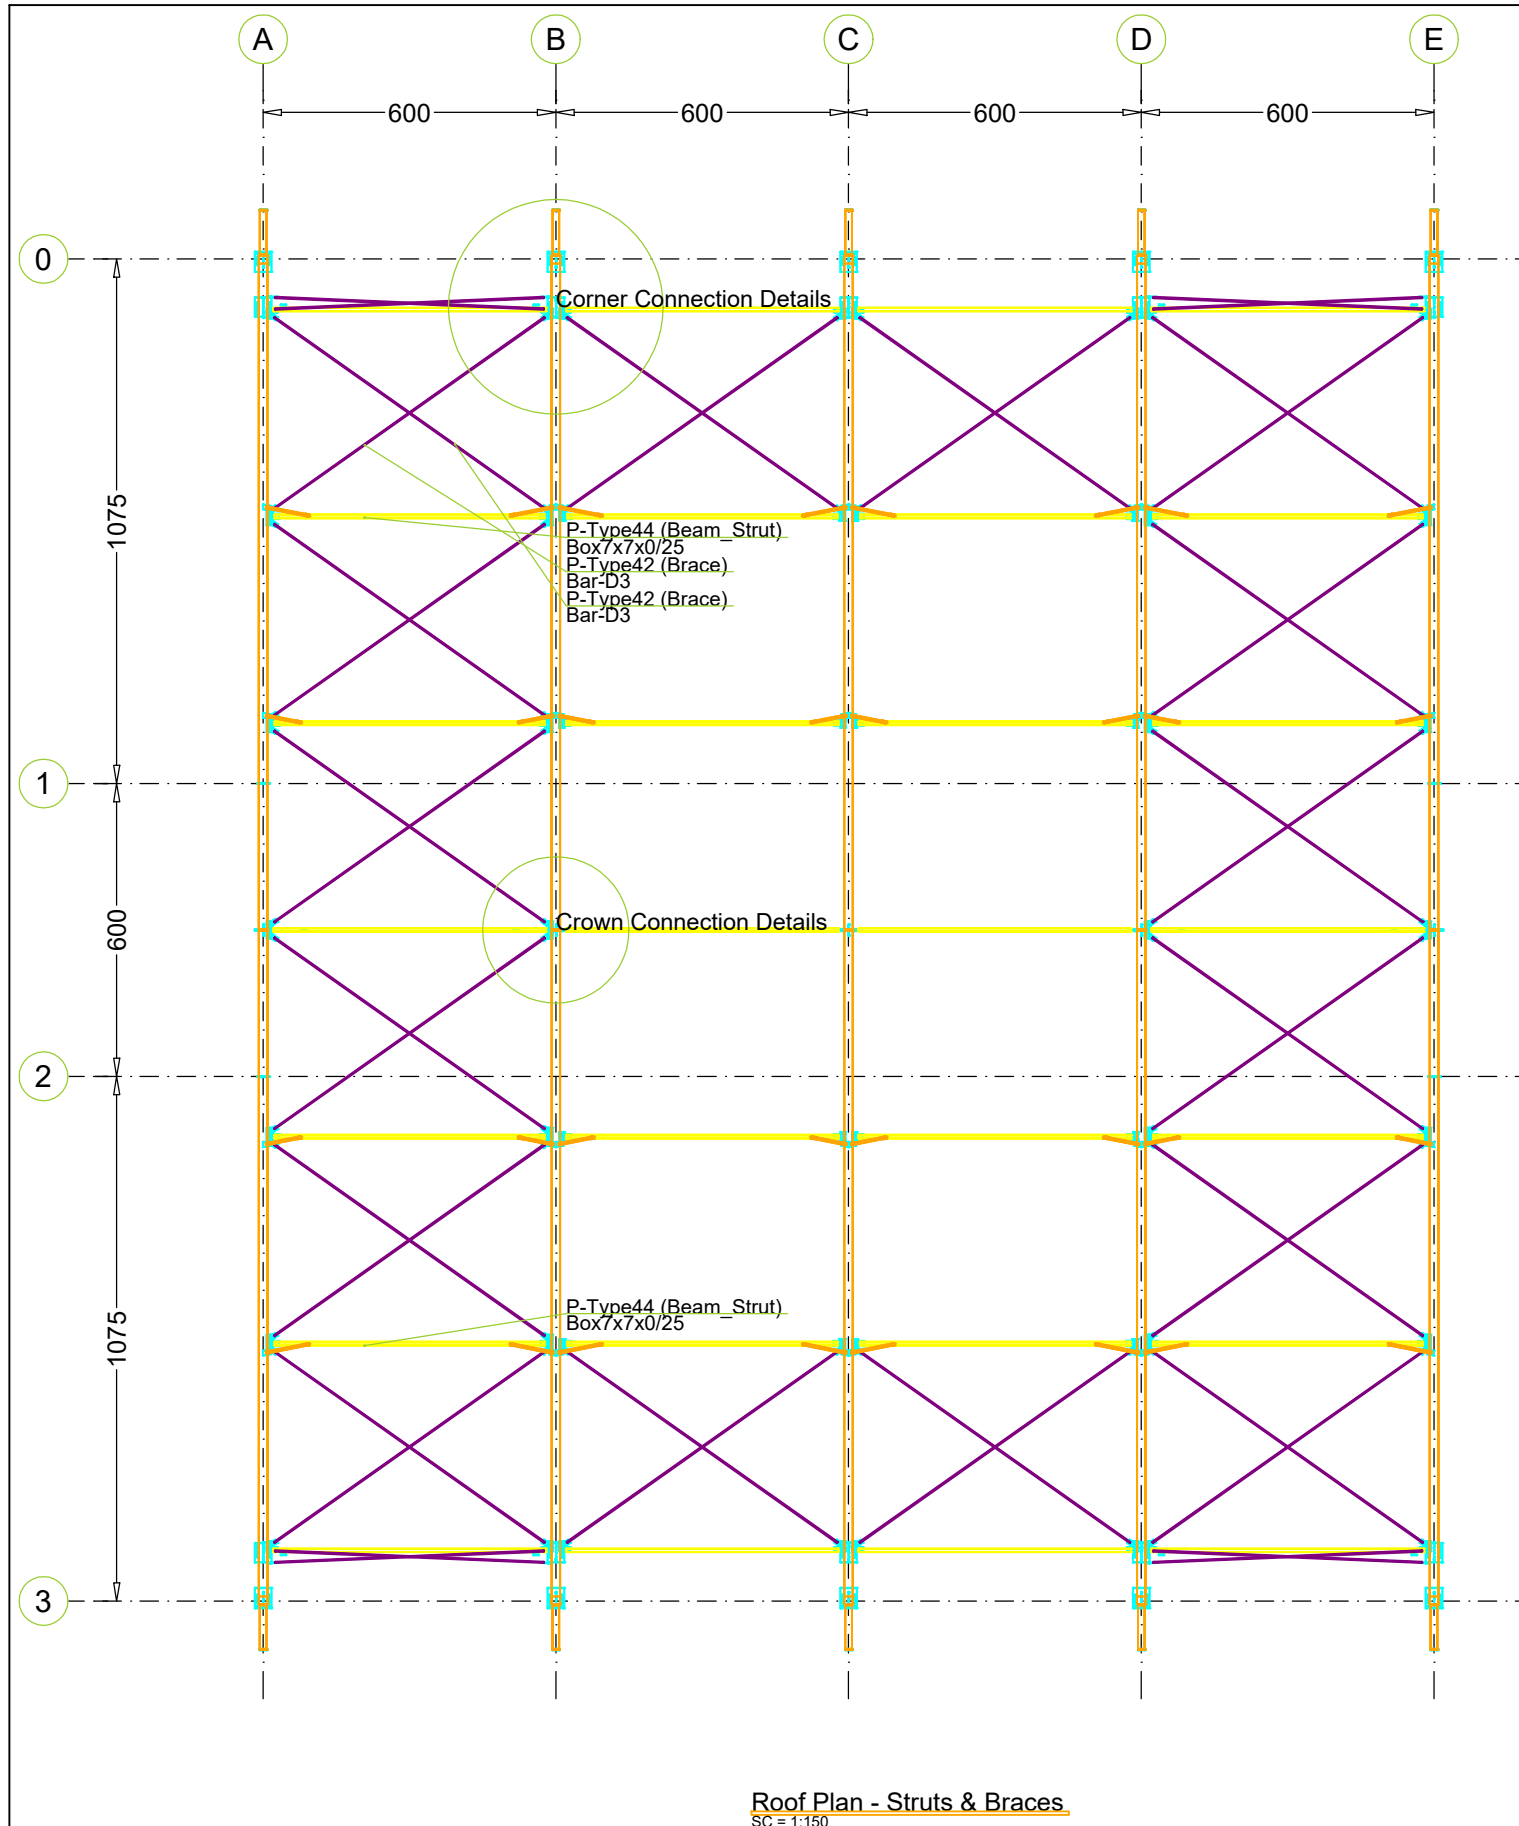 A
B
C
D
E
600
600
600
600
0
Corner Connection Details
1075
P-Type44 (Beam_Strut)
Box7x7x0/25
P-Type42 (Brace)
Bar-D3
P-Type42 (Brace)
Bar-D3
1
600
Crown Connection Details
2
1075
P-Type44 (Beam_Strut)
Box7x7x0/25
3
Roof Plan - Struts & Braces
SC = 1:150